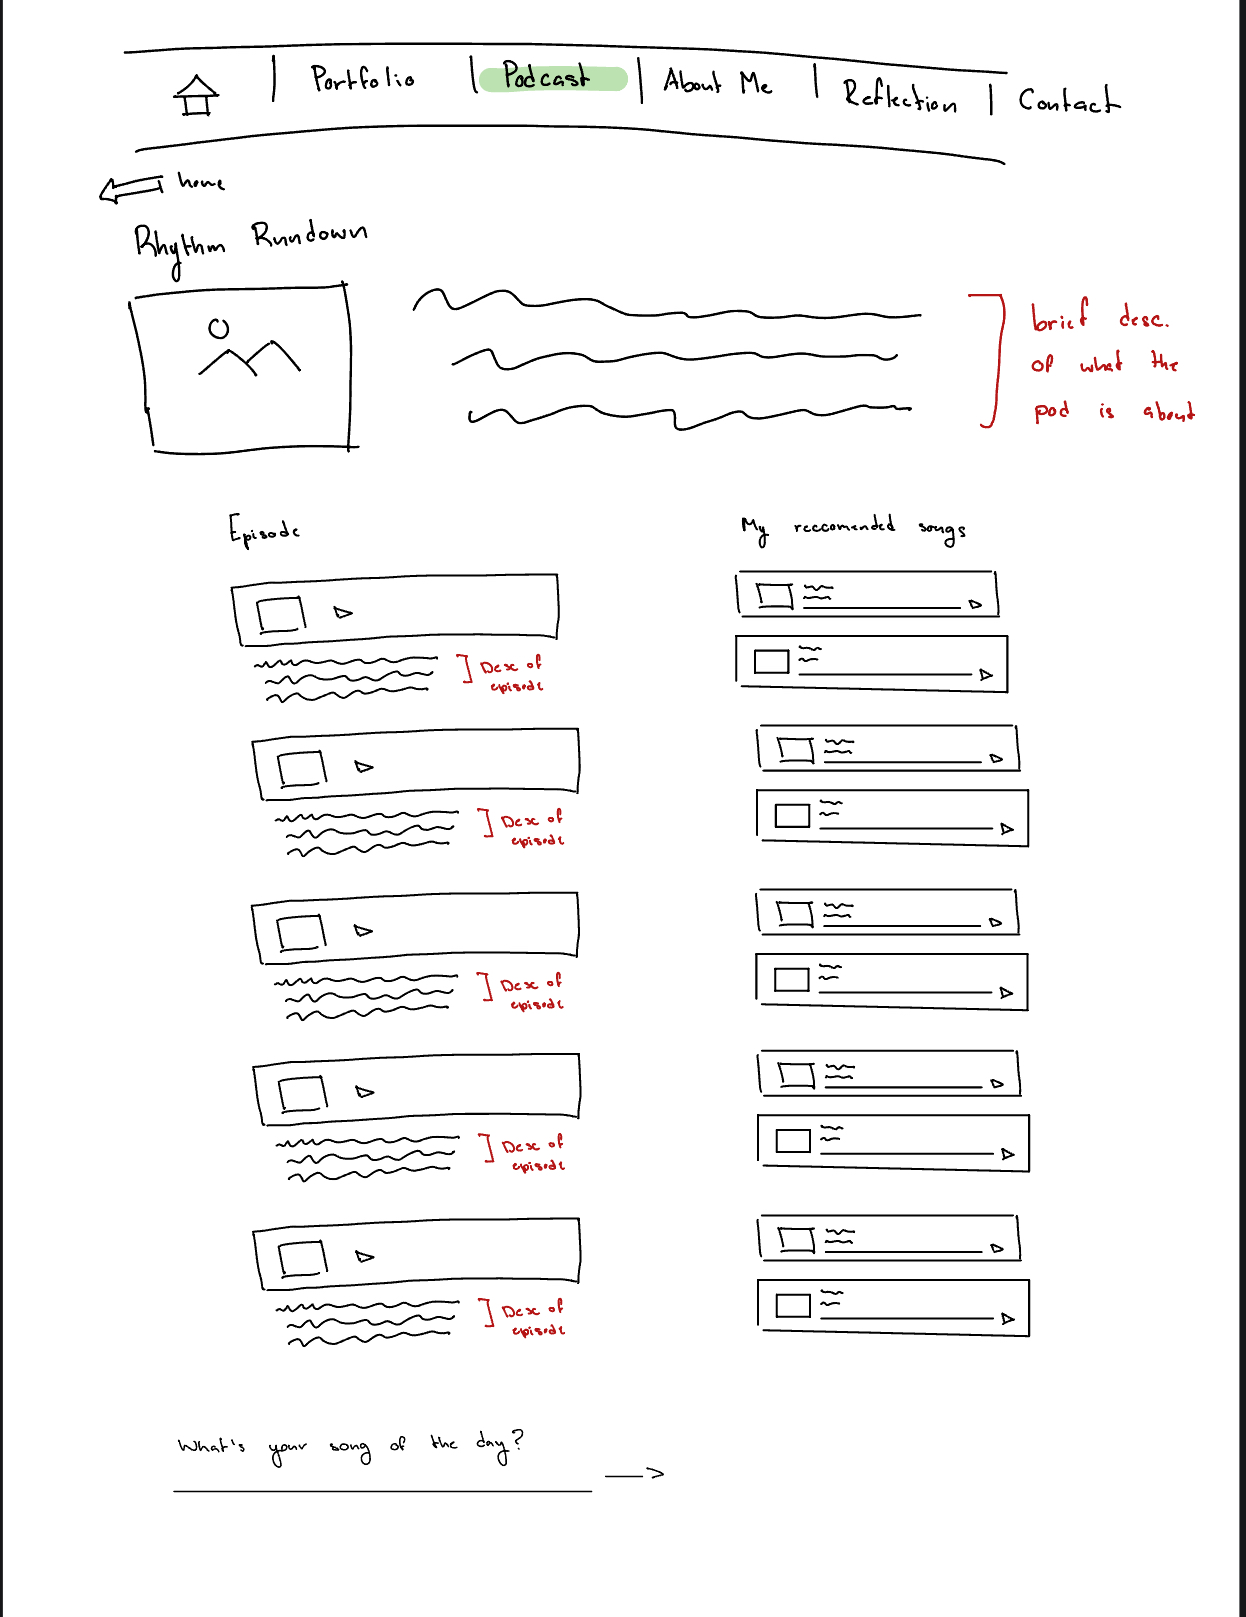 Portfolio | Podcast | About Me | Reflection | Contact
home
Rhythm Rundown
brief desc.
of what the
pod is about
Episode
My reccomended songs
Desc of
episode
Desc of
episode
Desc of
episode
Desc of
episode
Desc of
episode
What's your song of the day?